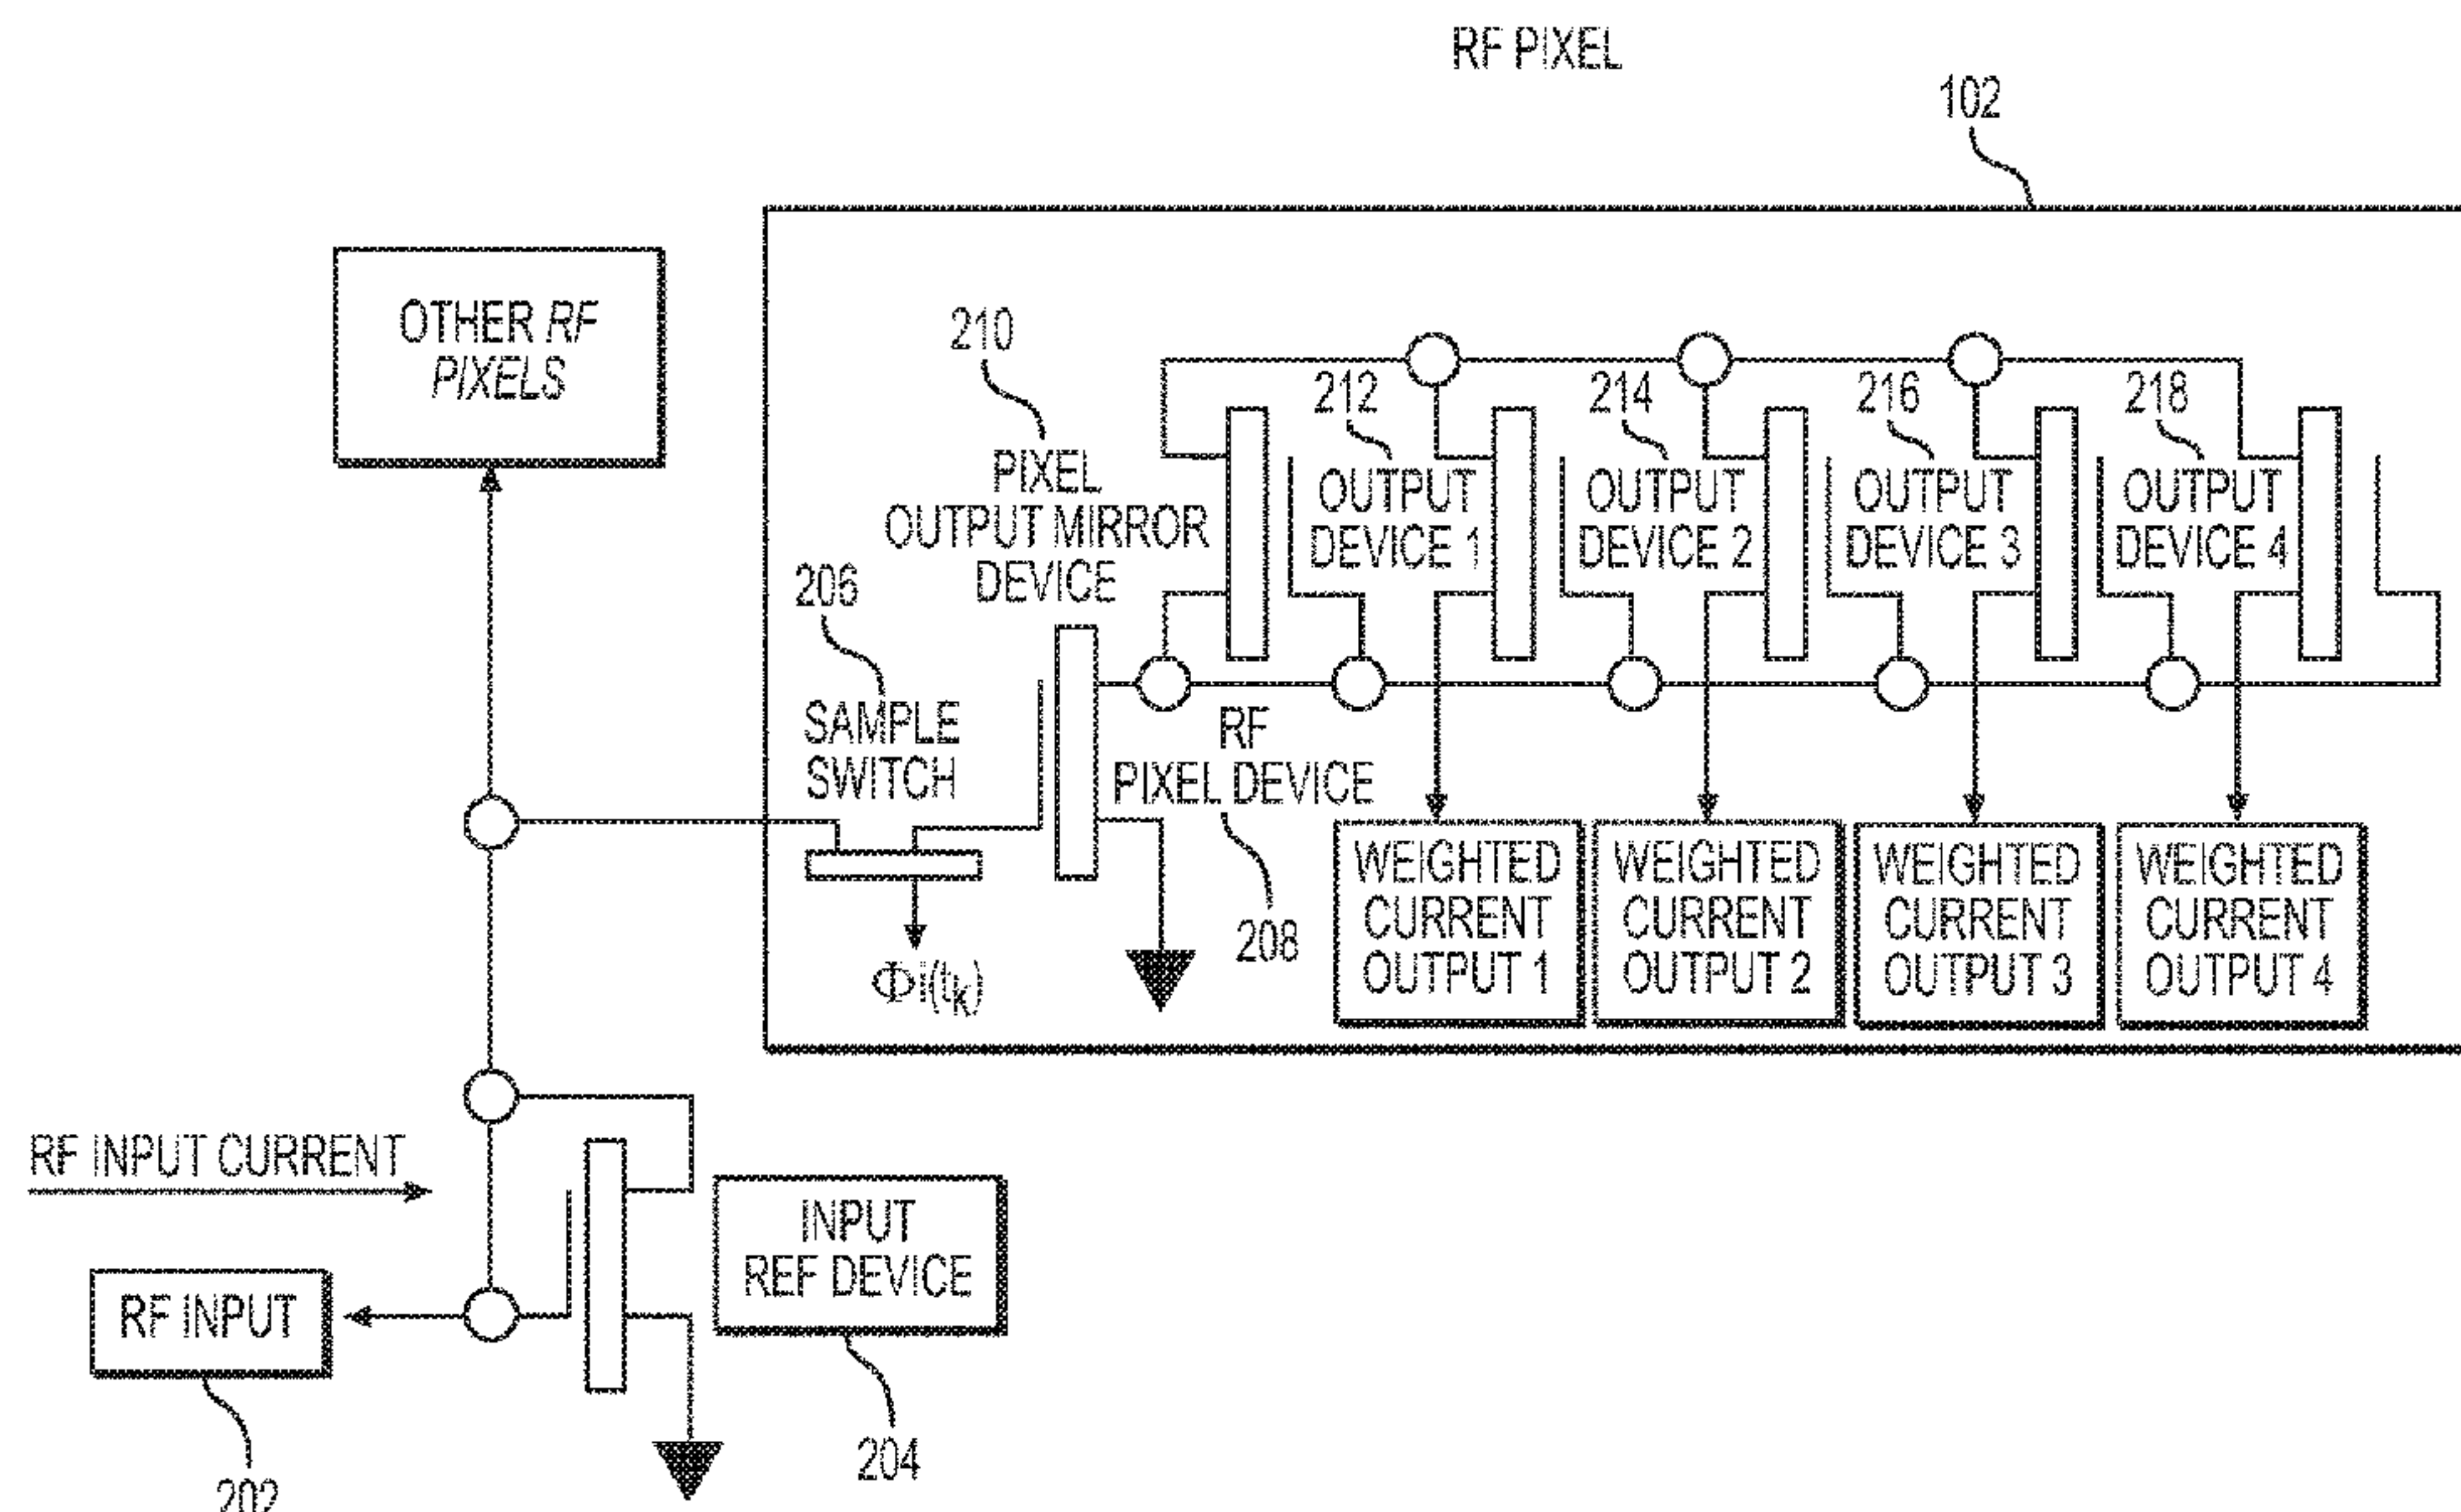 RF PIXEL
102
OTHER RF
PIXELS
210
PIXEL
OUTPUT MIRROR
DEVICE
212
OUTPUT
DEVICE 1
214
OUTPUT
DEVICE 2
216
OUTPUT
DEVICE 3
218
OUTPUT
DEVICE 4
206
SAMPLE
SWITCH
Φi(tk)
RF
PIXEL DEVICE
208
WEIGHTED
CURRENT
OUTPUT 1
WEIGHTED
CURRENT
OUTPUT 2
WEIGHTED
CURRENT
OUTPUT 3
WEIGHTED
CURRENT
OUTPUT 4
RF INPUT CURRENT
RF INPUT
202
INPUT
REF DEVICE
204